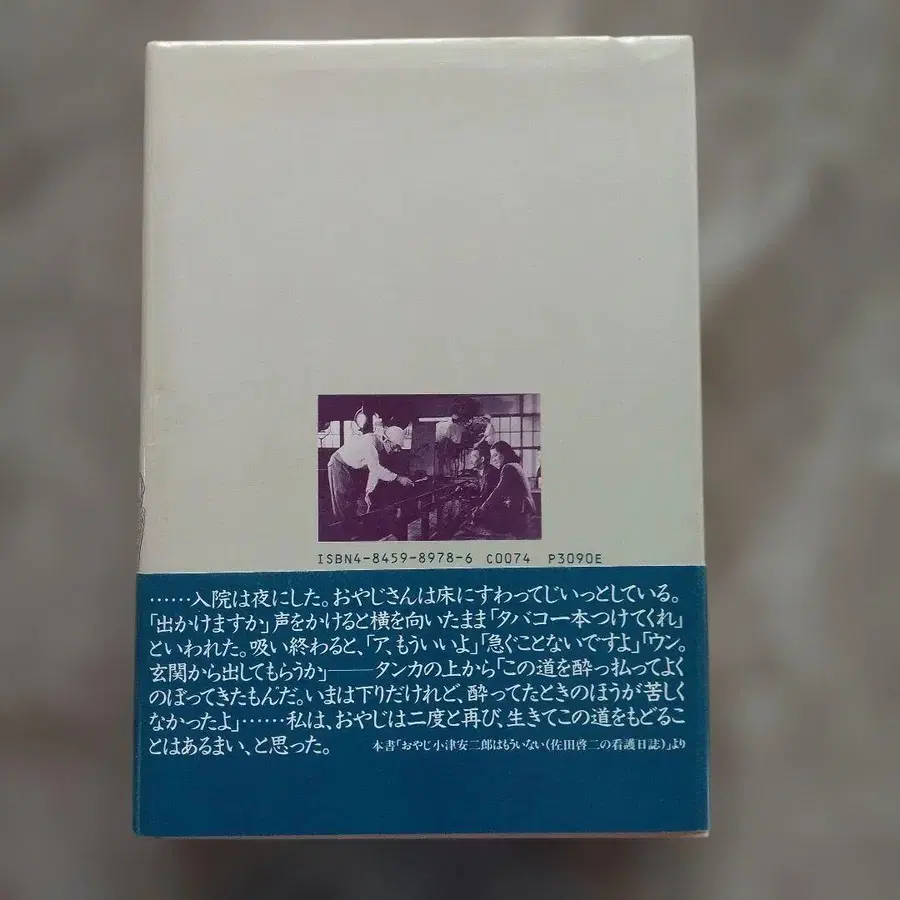 ISBN4-8459-8978-6 C0074 P3090E
……入院は夜にした。おやじさんは床にすわってじいっとしている。
「出かけますか」声をかけると横を向いたまま「タバコ一本つけてくれ」
といわれた。吸い終わると、「ア、もういいよ」「急ぐことないですよ」「ウン。
玄関から出してもらうか」——タンカの上から「この道を酔っ払ってよく
のぼってきたもんだ。いまは下りだけれど、酔ってたときのほうが苦しく
なかったよ」……私は、おやじは二度と再び、生きてこの道をもどるこ
とはあるまい、と思った。 本書「おやじ小津安二郎はもういない(佐田啓二の看護日誌)」より